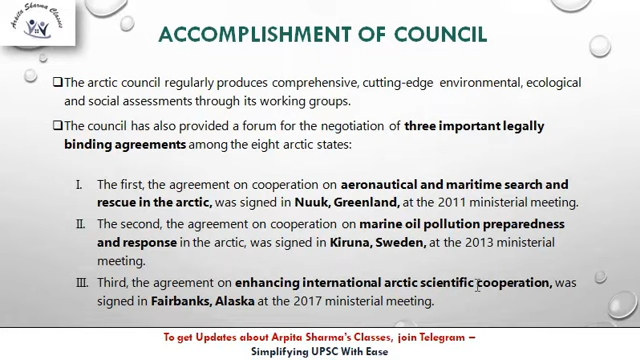 Arpita Sharma Classes
ACCOMPLISHMENT OF COUNCIL
❑The arctic council regularly produces comprehensive, cutting-edge environmental, ecological
and social assessments through its working groups.
❑The council has also provided a forum for the negotiation of three important legally
binding agreements among the eight arctic states:
I. The first, the agreement on cooperation on aeronautical and maritime search and
rescue in the arctic, was signed in Nuuk, Greenland, at the 2011 ministerial meeting.
II. The second, the agreement on cooperation on marine oil pollution preparedness
and response in the arctic, was signed in Kiruna, Sweden, at the 2013 ministerial
meeting.
III. Third, the agreement on enhancing international arctic scientific cooperation, was
signed in Fairbanks, Alaska at the 2017 ministerial meeting.
To get Updates about Arpita Sharma's Classes, join Telegram –
Simplifying UPSC With Ease